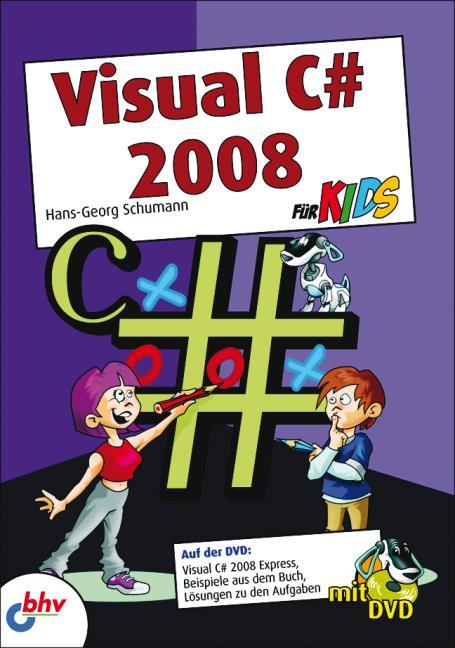 Visual C#
2008
Hans-Georg Schumann
FÜR KIDS
C#
Auf der DVD:
Visual C# 2008 Express,
Beispiele aus dem Buch,
Lösungen zu den Aufgaben
mit
DVD
bhv